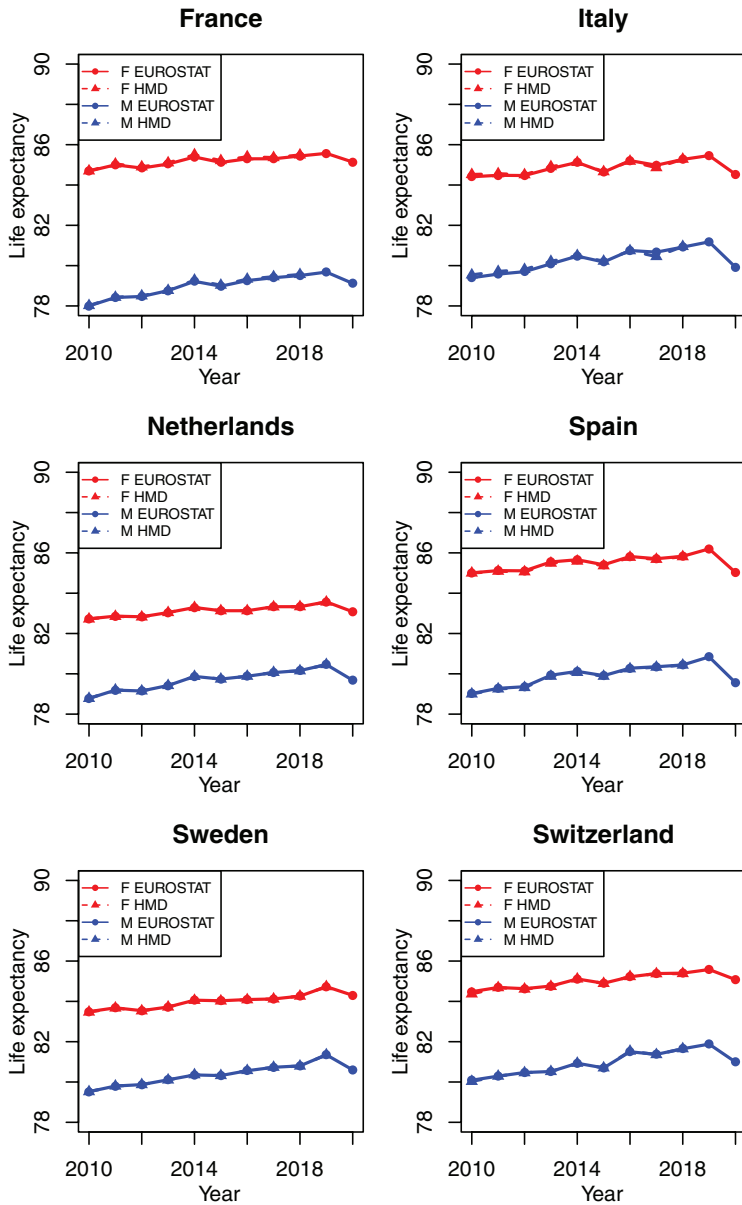 France
Life expectancy
90
86
82
78
F EUROSTAT
F HMD
M EUROSTAT
M HMD
2010
2014
2018
Year
Italy
Life expectancy
90
86
82
78
F EUROSTAT
F HMD
M EUROSTAT
M HMD
2010
2014
2018
Year
Netherlands
Life expectancy
90
86
82
78
F EUROSTAT
F HMD
M EUROSTAT
M HMD
2010
2014
2018
Year
Spain
Life expectancy
90
86
82
78
F EUROSTAT
F HMD
M EUROSTAT
M HMD
2010
2014
2018
Year
Sweden
Life expectancy
90
86
82
78
F EUROSTAT
F HMD
M EUROSTAT
M HMD
2010
2014
2018
Year
Switzerland
Life expectancy
90
86
82
78
F EUROSTAT
F HMD
M EUROSTAT
M HMD
2010
2014
2018
Year